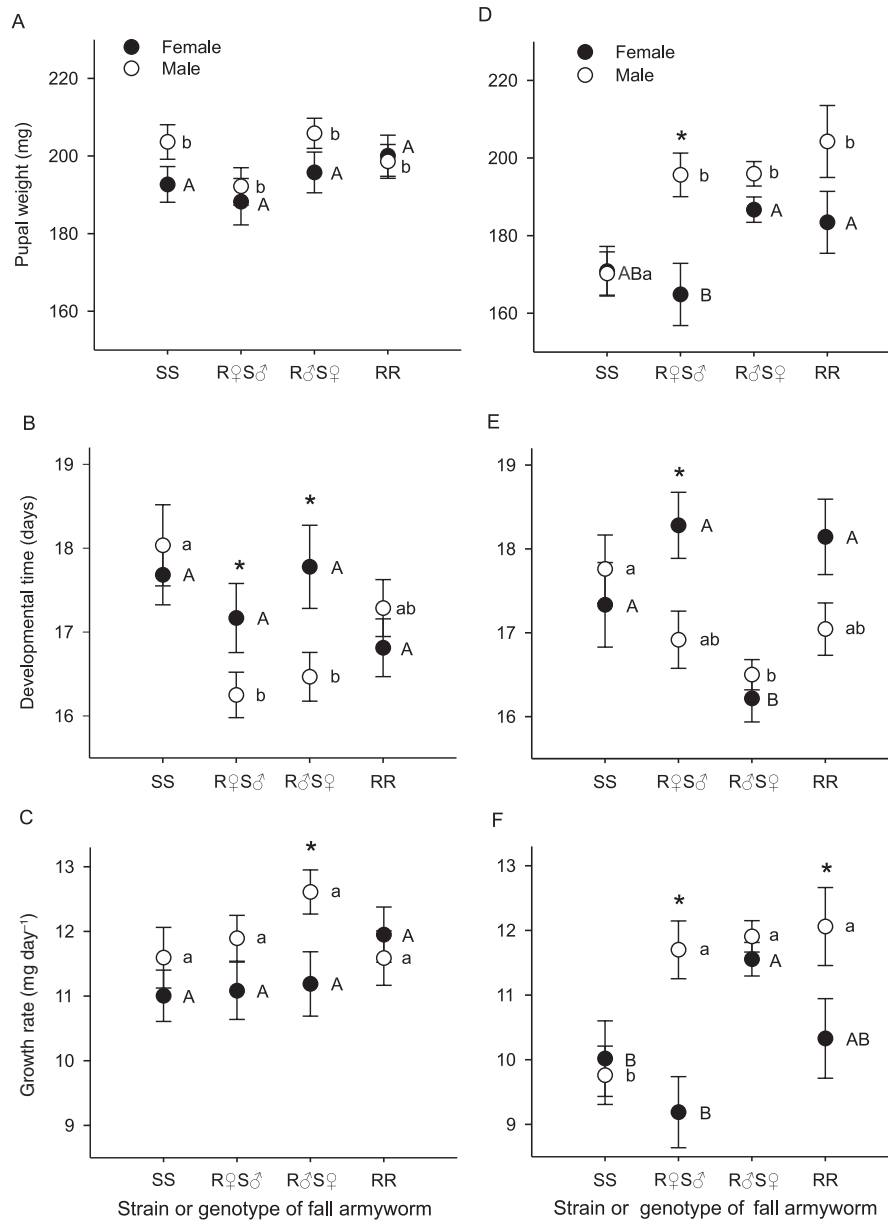 A
Female
Male
220
200
180
160
Pupal weight (mg)
b
A
b
A
b
A
A
b
SS
R♀S♂
R♂S♀
RR
D
Female
Male
220
200
180
160
*
ABa
b
B
b
A
b
A
SS
R♀S♂
R♂S♀
RR
B
19
18
17
16
Developmental time (days)
*
*
a
A
A
b
A
b
ab
A
SS
R♀S♂
R♂S♀
RR
E
19
18
17
16
*
a
A
A
ab
b
B
A
ab
SS
R♀S♂
R♂S♀
RR
C
13
12
11
10
9
Growth rate (mg day⁻¹)
*
a
A
a
A
a
A
A
a
SS
R♀S♂
R♂S♀
RR
Strain or genotype of fall armyworm
F
13
12
11
10
9
*
*
B
b
a
B
a
A
a
AB
SS
R♀S♂
R♂S♀
RR
Strain or genotype of fall armyworm